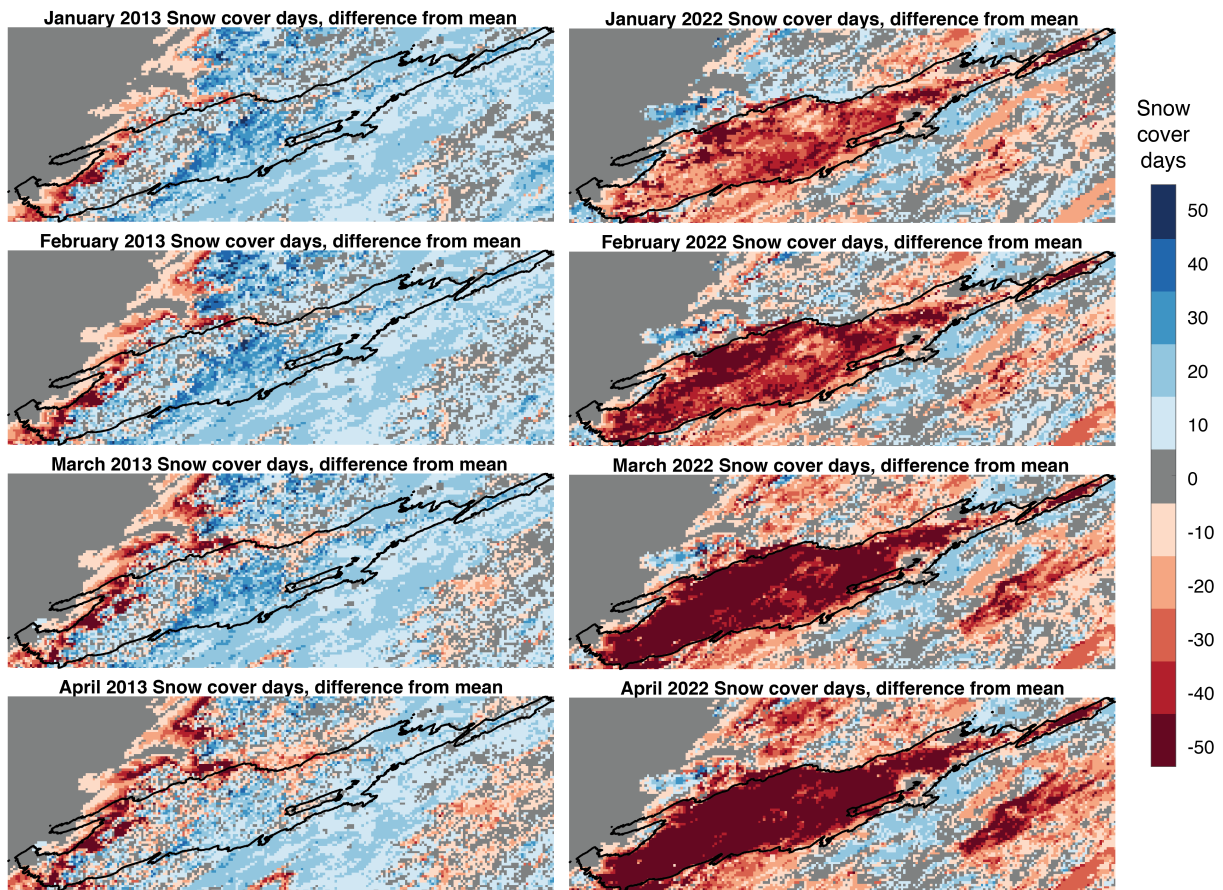 January 2013 Snow cover days, difference from mean
January 2022 Snow cover days, difference from mean
February 2013 Snow cover days, difference from mean
February 2022 Snow cover days, difference from mean
March 2013 Snow cover days, difference from mean
March 2022 Snow cover days, difference from mean
April 2013 Snow cover days, difference from mean
April 2022 Snow cover days, difference from mean
Snow
cover
days
50
40
30
20
10
0
-10
-20
-30
-40
-50